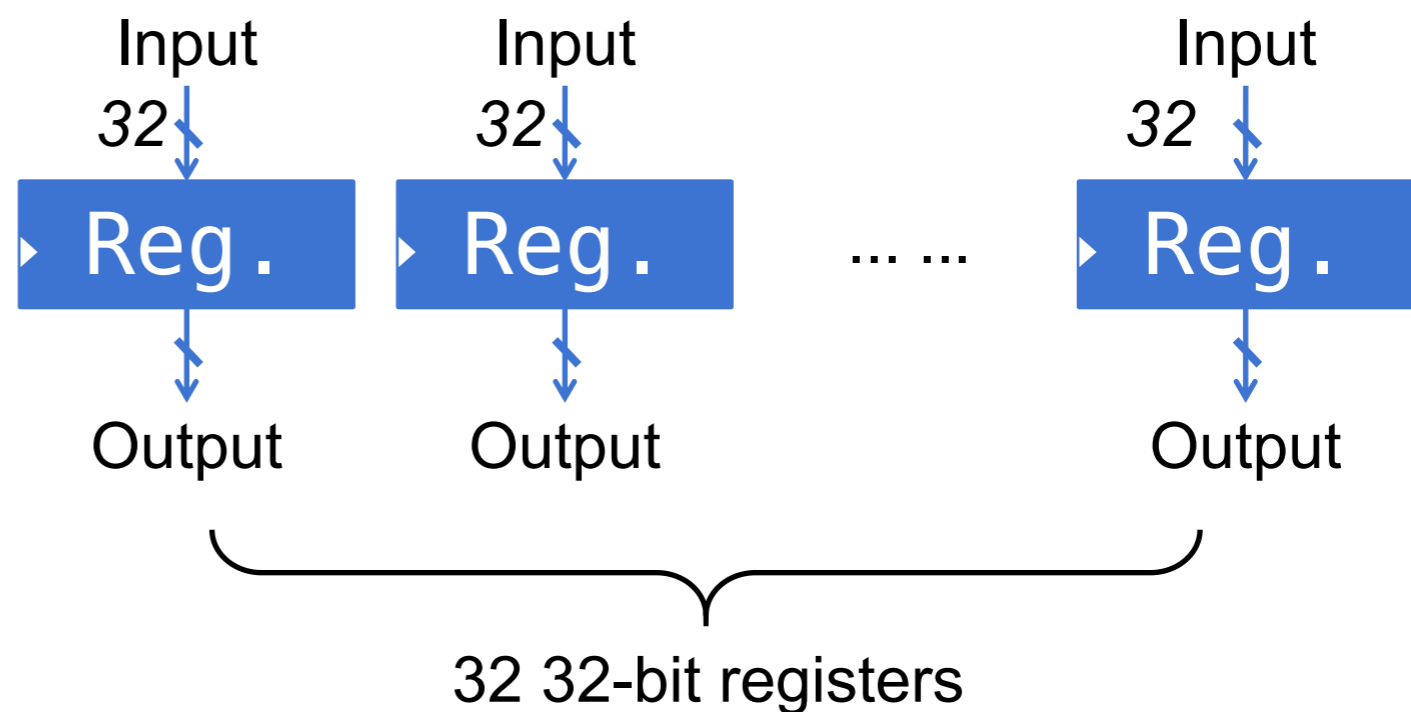 Input Input Input
32 32 32
Reg. Reg. ... ... Reg.
Output Output Output
32 32-bit registers